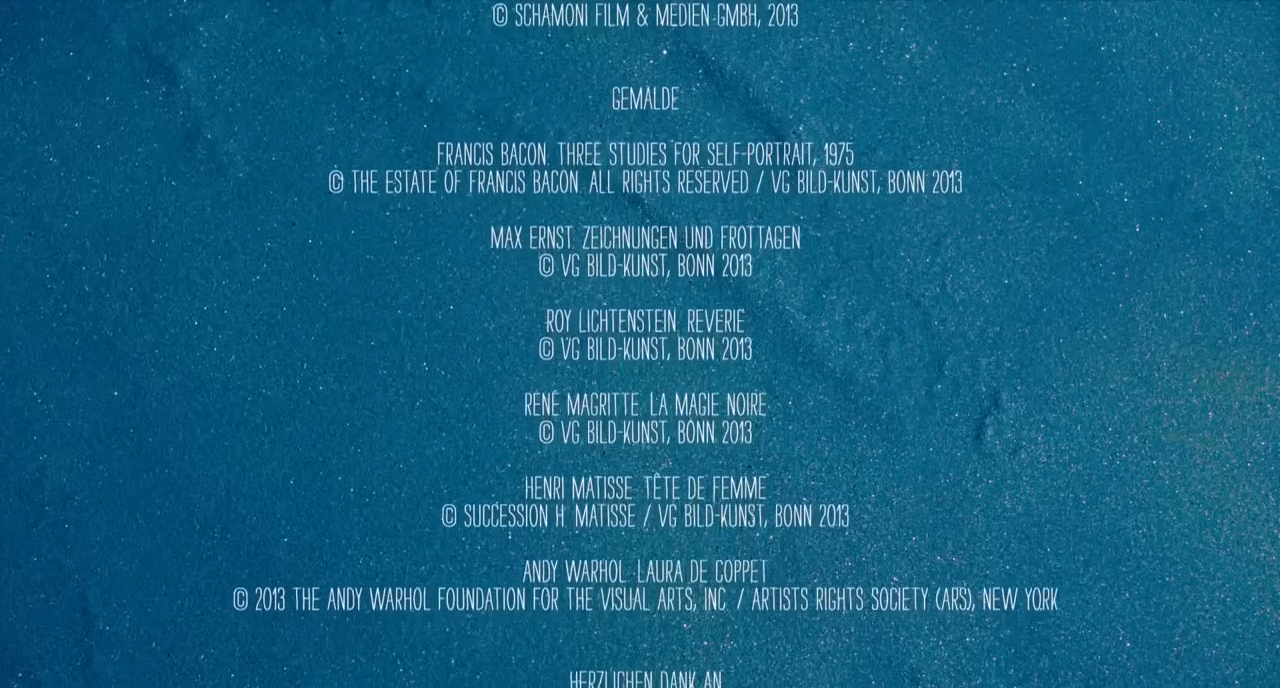 © SCHAMONI FILM & MEDIEN GMBH, 2013
GEMÄLDE
FRANCIS BACON. THREE STUDIES FOR SELF-PORTRAIT, 1975
© THE ESTATE OF FRANCIS BACON. ALL RIGHTS RESERVED / VG BILD-KUNST, BONN 2013
MAX ERNST. ZEICHNUNGEN UND FROTTAGEN
© VG BILD-KUNST, BONN 2013
ROY LICHTENSTEIN. REVERIE
© VG BILD-KUNST, BONN 2013
RENÉ MAGRITTE. LA MAGIE NOIRE
© VG BILD-KUNST, BONN 2013
HENRI MATISSE. TÊTE DE FEMME
© SUCCESSION H. MATISSE / VG BILD-KUNST, BONN 2013
ANDY WARHOL. LAURA DE COPPET
© 2013 THE ANDY WARHOL FOUNDATION FOR THE VISUAL ARTS, INC. / ARTISTS RIGHTS SOCIETY (ARS), NEW YORK
HERZLICHEN DANK AN